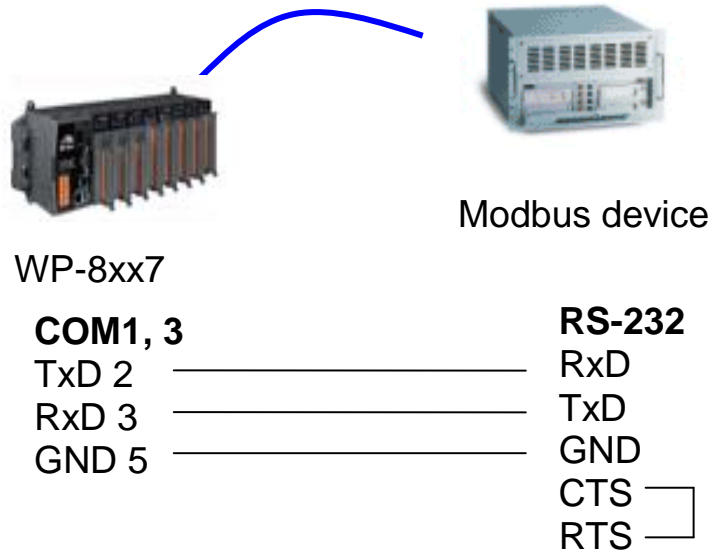 Modbus device
WP-8xx7
COM1, 3
TxD 2
RxD 3
GND 5
RS-232
RxD
TxD
GND
CTS
RTS